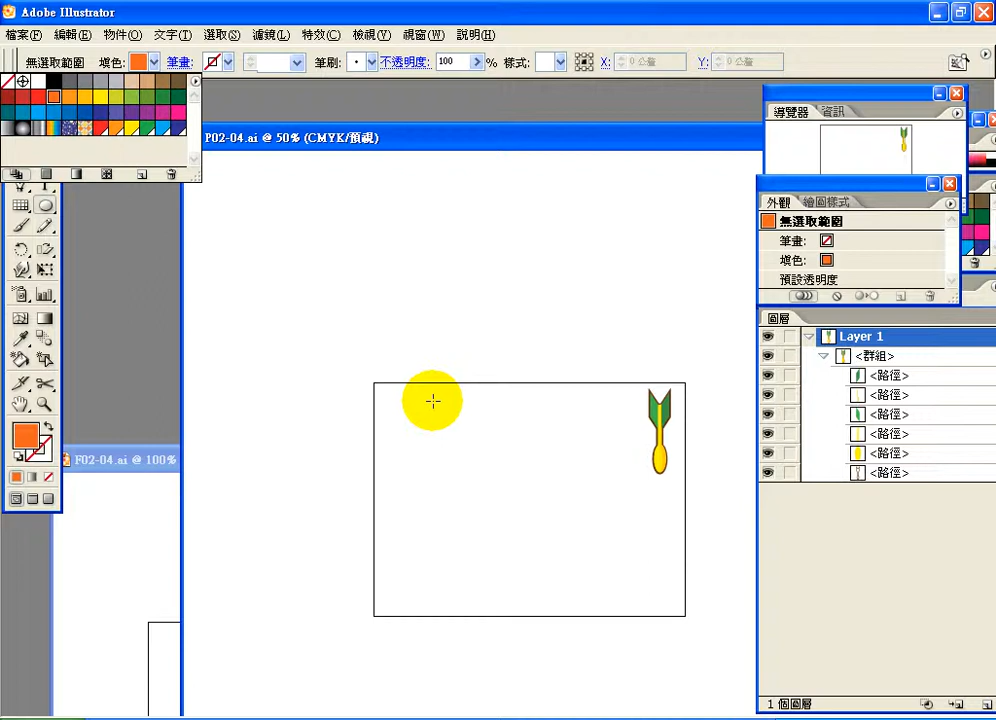 Adobe Illustrator
檔案(F) 編輯(E) 物件(O) 文字(T) 選取(S) 濾鏡(L) 特效(C) 檢視(Y) 視窗(W) 說明(H)
無選取範圍 填色: 筆畫: 筆刷: 不透明度: 100 % 樣式: X: 0 公釐 Y: 0 公釐
導覽器 資訊
P02-04.ai @ 50% (CMYK/預視)
外觀 繪圖樣式
無選取範圍
筆畫:
填色:
預設透明度
圖層
Layer 1
<群組>
<路徑>
<路徑>
<路徑>
<路徑>
<路徑>
<路徑>
F02-04.ai @ 100%
1 個圖層